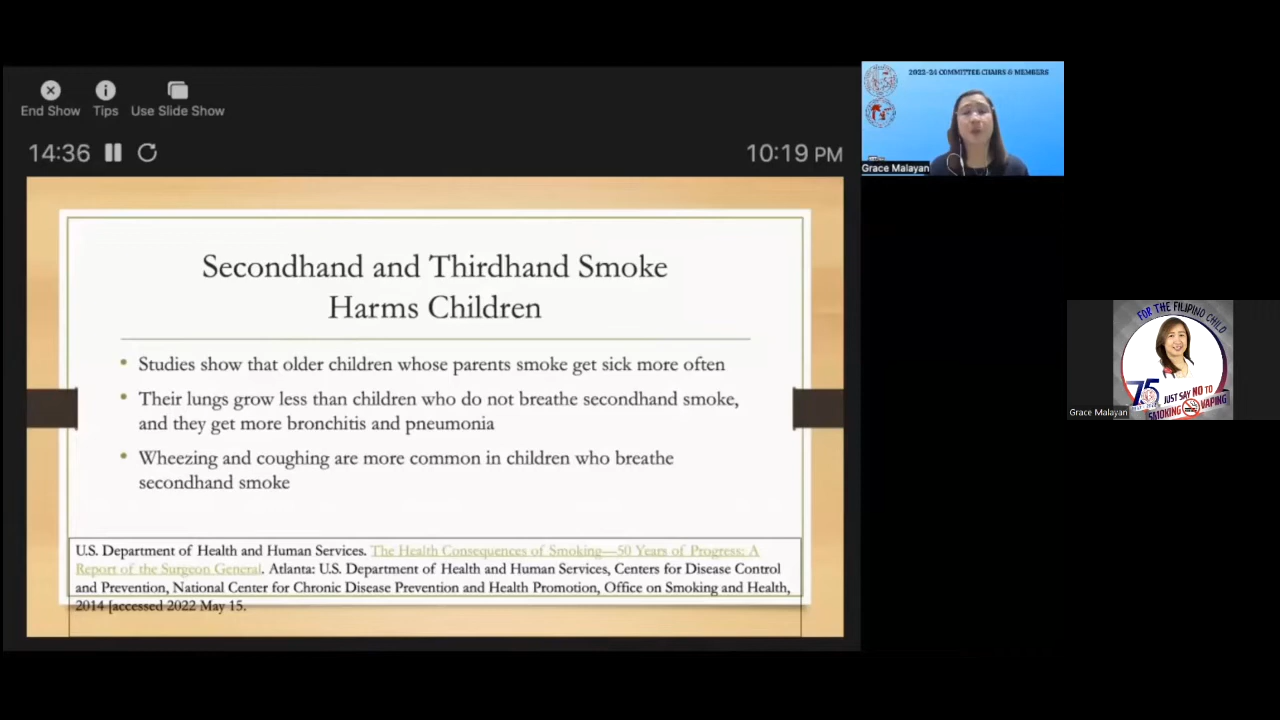 End Show
Tips
Use Slide Show
14:36
10:19 PM
Secondhand and Thirdhand Smoke
Harms Children
• Studies show that older children whose parents smoke get sick more often
• Their lungs grow less than children who do not breathe secondhand smoke,
and they get more bronchitis and pneumonia
• Wheezing and coughing are more common in children who breathe
secondhand smoke
U.S. Department of Health and Human Services. The Health Consequences of Smoking—50 Years of Progress: A
Report of the Surgeon General. Atlanta: U.S. Department of Health and Human Services, Centers for Disease Control
and Prevention, National Center for Chronic Disease Prevention and Health Promotion, Office on Smoking and Health,
2014 [accessed 2022 May 15.
2022-24 COMMITTEE CHAIRS & MEMBERS
Grace Malayan
FOR THE FILIPINO CHILD
75
JUST SAY NO TO
SMOKING
VAPING
Grace Malayan